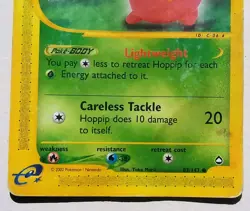 Poké-BODY Lightweight
You pay less to retreat Hoppip for each
Energy attached to it.
Careless Tackle
Hoppip does 10 damage 20
to itself.
weakness resistance retreat cost
e